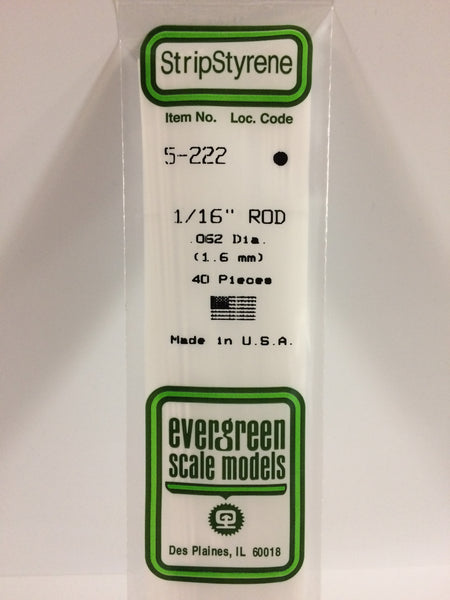 StripStyrene
Item No. Loc. Code
5-222
1/16" ROD
.062 Dia.
(1.6 mm)
40 Pieces
Made in U.S.A.
evergreen
scale models
Des Plaines, IL 60018